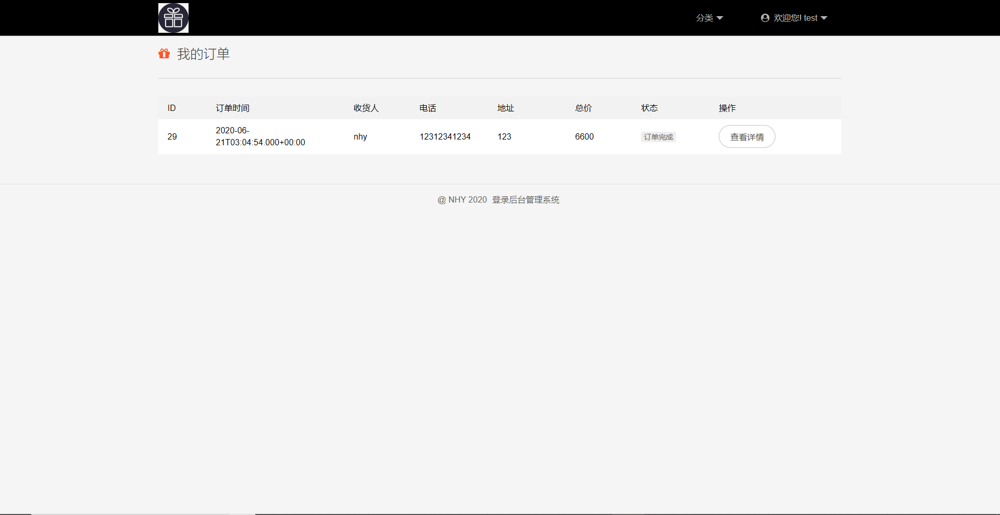 分类 欢迎您! test
我的订单
ID 订单时间 收货人 电话 地址 总价 状态 操作
29 2020-06-21T03:04:54.000+00:00 nhy 12312341234 123 6600 订单完成 查看详情
@ NHY 2020 登录后台管理系统